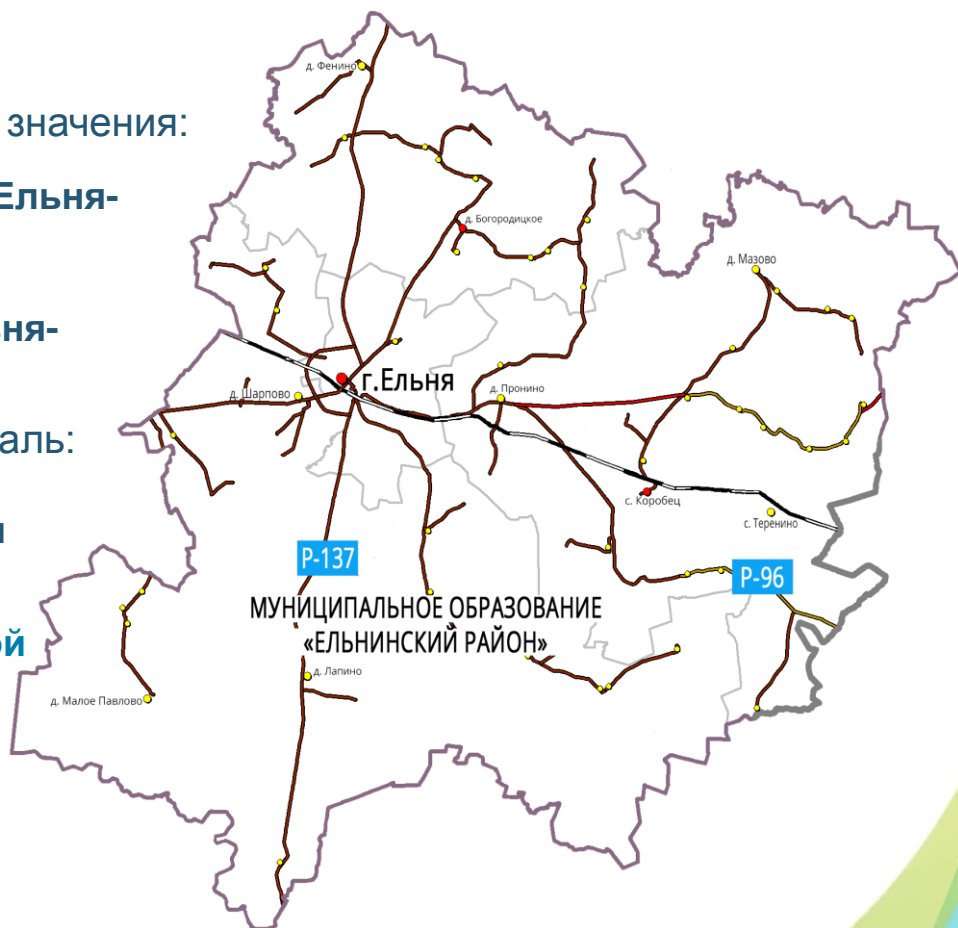 значения:
Ельня-
ня-
аль:
й
д. Фенино
д. Богородицкое
д. Мазово
г.Ельня
д. Шарпово
д. Пронино
с. Коробец
с. Теренино
Р-137
Р-96
МУНИЦИПАЛЬНОЕ ОБРАЗОВАНИЕ
«ЕЛЬНИНСКИЙ РАЙОН»
д. Лапино
д. Малое Павлово